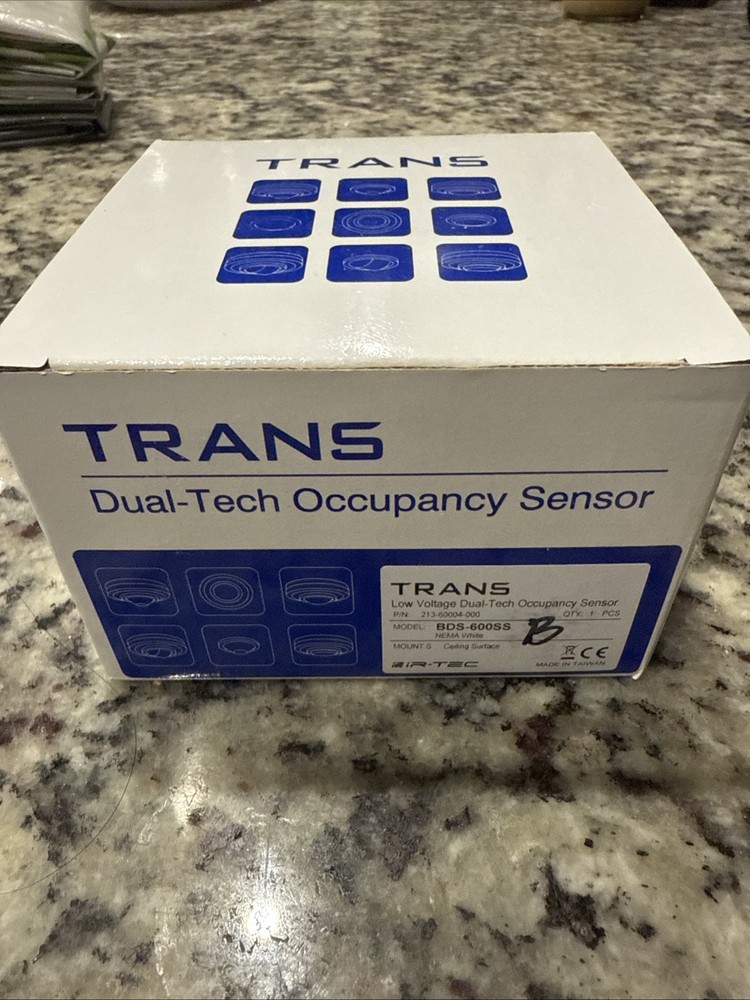 TRANS
TRANS
Dual-Tech Occupancy Sensor
TRANS
Low Voltage Dual-Tech Occupancy Sensor
P/N: 213-60004-000 QTY: 1 PCS
MODEL: BDS-600SS B
NEMA White
MOUNT S Ceiling Surface
IR-TEC CE
MADE IN TAIWAN